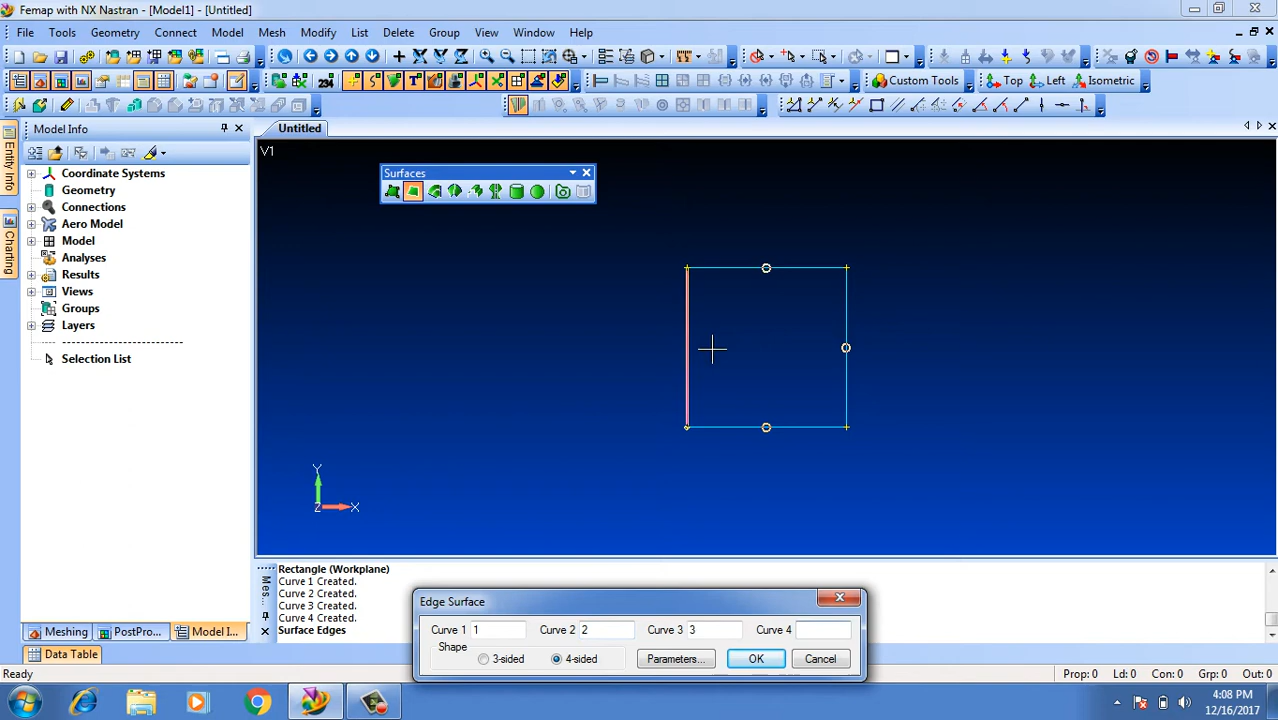 Femap with NX Nastran - [Model1] - [Untitled]
File Tools Geometry Connect Model Mesh Modify List Delete Group View Window Help
234
Custom Tools Top Left Isometric
Model Info
Untitled
Entity Info
Charting
V1
Surfaces
Coordinate Systems
Geometry
Connections
Aero Model
Model
Analyses
Results
Views
Groups
Layers
Selection List
Y
Z
X
Mes...
Rectangle (Workplane)
Curve 1 Created.
Curve 2 Created.
Curve 3 Created.
Curve 4 Created.
Surface Edges
Edge Surface
Curve 1 1 Curve 2 2 Curve 3 3 Curve 4
Shape
3-sided 4-sided Parameters... OK Cancel
Meshing PostPro... Model I...
Data Table
Ready
Prop: 0 Ld: 0 Con: 0 Grp: 0 Out: 0
4:08 PM
12/16/2017